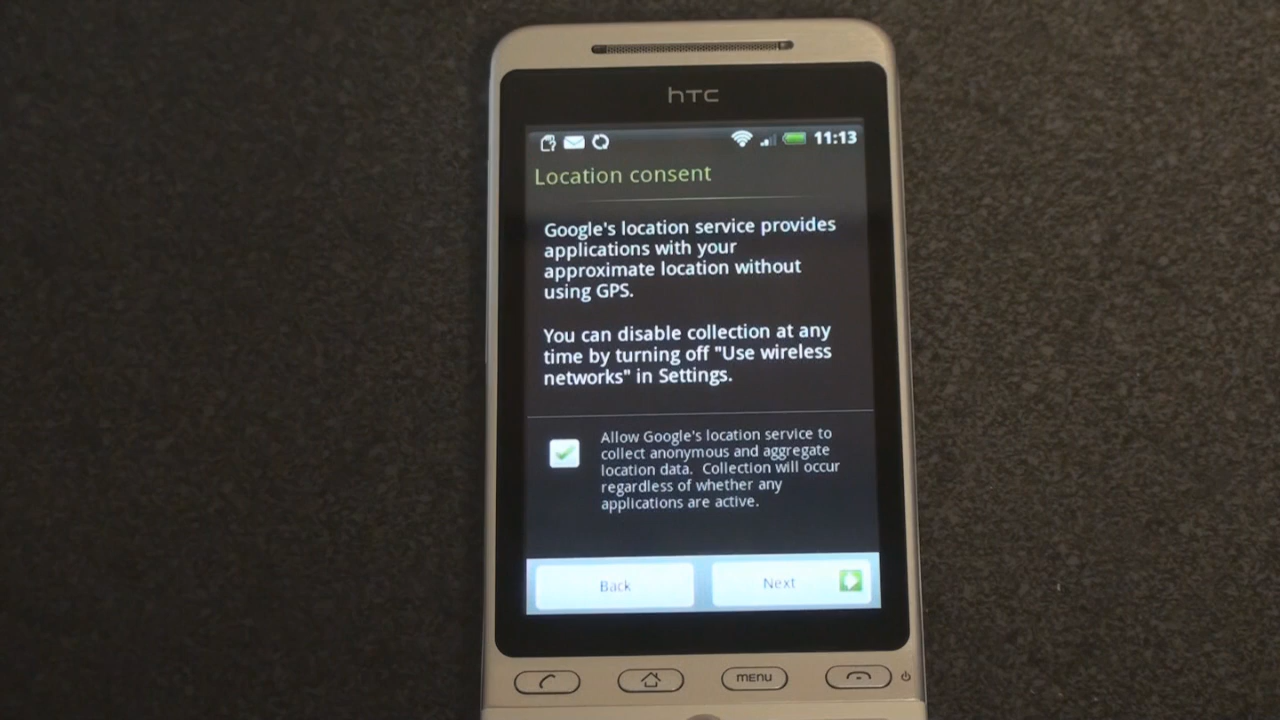 hTC
11:13
Location consent
Google's location service provides
applications with your
approximate location without
using GPS.
You can disable collection at any
time by turning off "Use wireless
networks" in Settings.
Allow Google's location service to
collect anonymous and aggregate
location data.  Collection will occur
regardless of whether any
applications are active.
Back
Next
MENU